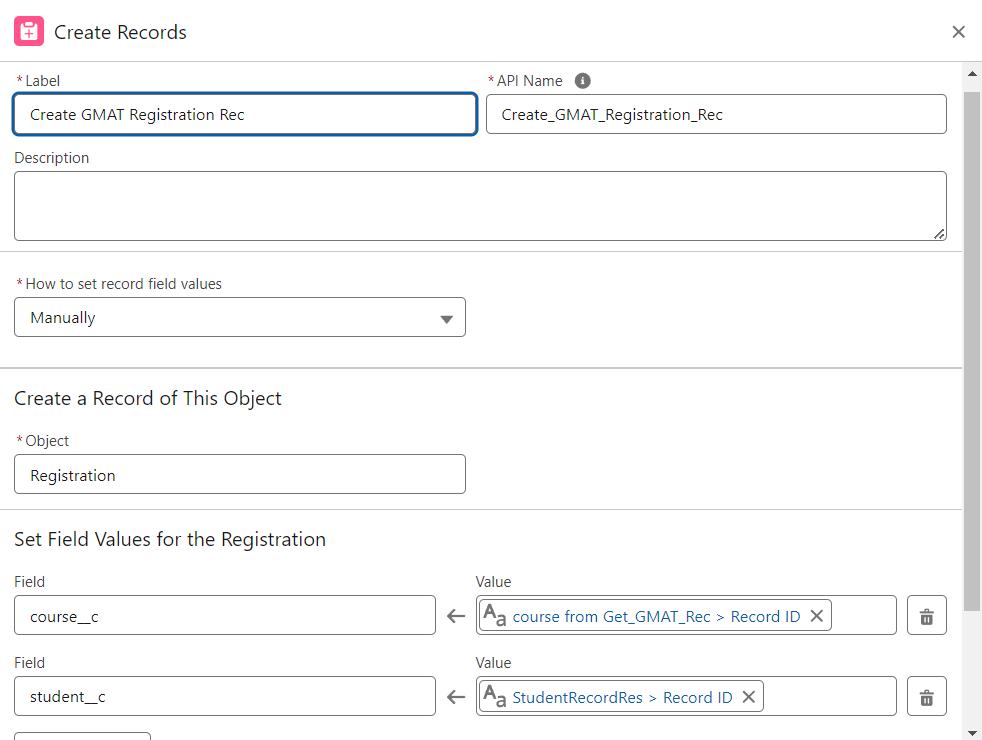 Create Records
*Label
*API Name
Create GMAT Registration Rec
Create_GMAT_Registration_Rec
Description
*How to set record field values
Manually
Create a Record of This Object
*Object
Registration
Set Field Values for the Registration
Field
Value
course__c
Aa course from Get_GMAT_Rec > Record ID
Field
Value
student__c
Aa StudentRecordRes > Record ID